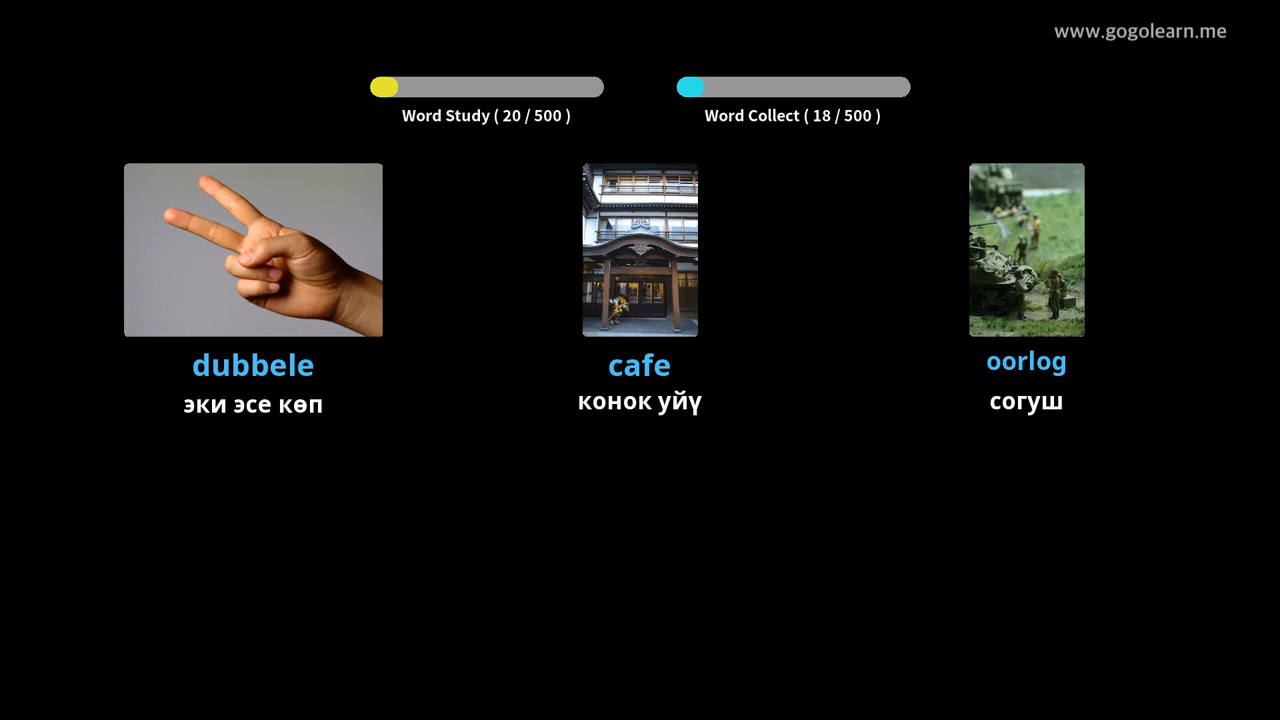 www.gogolearn.me
Word Study ( 20 / 500 )
Word Collect ( 18 / 500 )
dubbele
cafe
oorlog
эки эсе көп
конок уйү
согуш